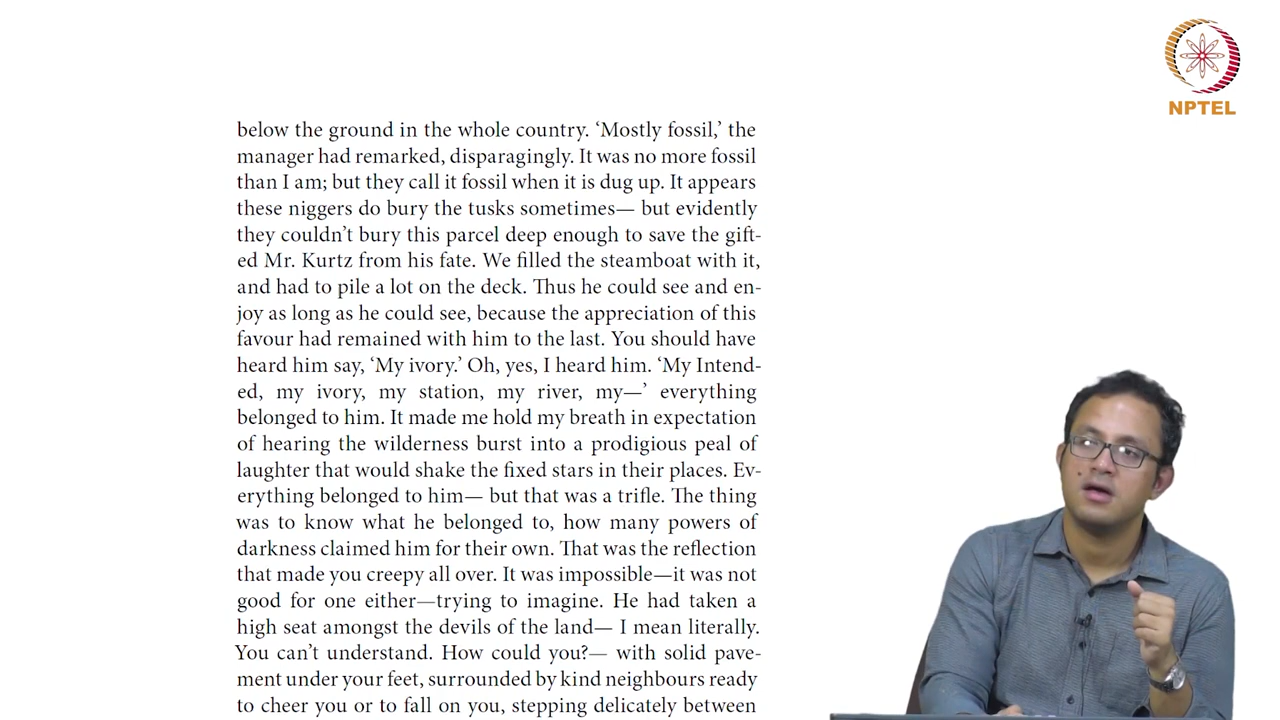 NPTEL
below the ground in the whole country. ‘Mostly fossil,’ the
manager had remarked, disparagingly. It was no more fossil
than I am; but they call it fossil when it is dug up. It appears
these niggers do bury the tusks sometimes— but evidently
they couldn’t bury this parcel deep enough to save the gift-
ed Mr. Kurtz from his fate. We filled the steamboat with it,
and had to pile a lot on the deck. Thus he could see and en-
joy as long as he could see, because the appreciation of this
favour had remained with him to the last. You should have
heard him say, ‘My ivory.’ Oh, yes, I heard him. ‘My Intend-
ed, my ivory, my station, my river, my—’ everything
belonged to him. It made me hold my breath in expectation
of hearing the wilderness burst into a prodigious peal of
laughter that would shake the fixed stars in their places. Ev-
erything belonged to him— but that was a trifle. The thing
was to know what he belonged to, how many powers of
darkness claimed him for their own. That was the reflection
that made you creepy all over. It was impossible—it was not
good for one either—trying to imagine. He had taken a
high seat amongst the devils of the land— I mean literally.
You can’t understand. How could you?— with solid pave-
ment under your feet, surrounded by kind neighbours ready
to cheer you or to fall on you, stepping delicately between